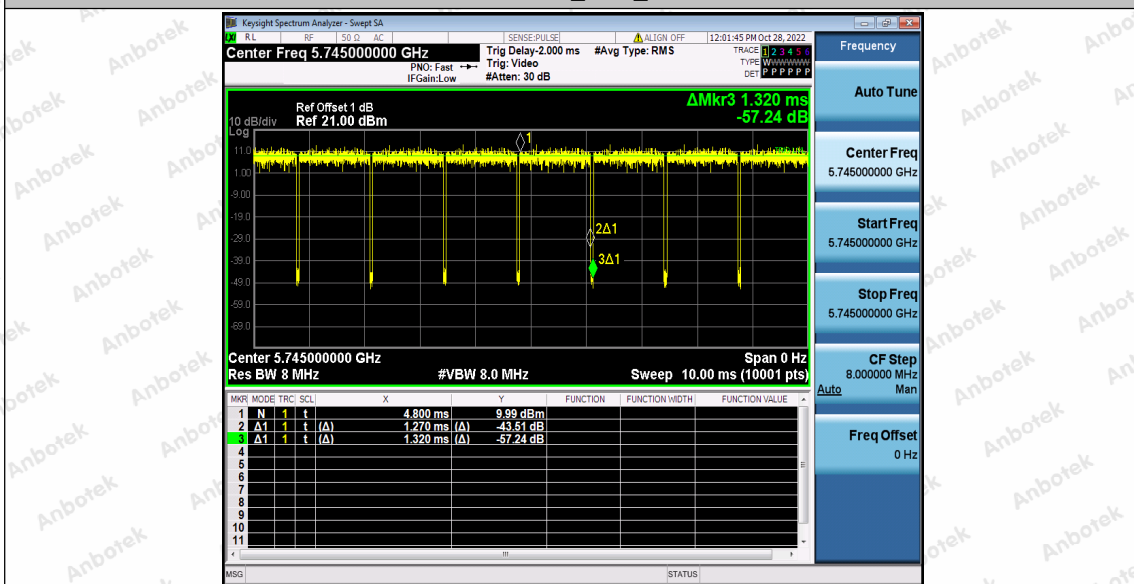 Keysight Spectrum Analyzer - Swept SA
LXI RL RF 50 Ω AC SENSE:PULSE ALIGN OFF 12:01:45 PM Oct 28, 2022
Center Freq 5.745000000 GHz
PNO: Fast
IFGain:Low
Trig Delay-2.000 ms
Trig: Video
#Atten: 30 dB
#Avg Type: RMS
TRACE 1 2 3 4 5 6
TYPE WWWWWW
DET P P P P P P
ΔMkr3 1.320 ms
-57.24 dB
Ref Offset 1 dB
10 dB/div Ref 21.00 dBm
Log
11.0
1.00
-9.00
-19.0
-29.0
-39.0
-49.0
-59.0
-69.0
1
2Δ1
3Δ1
Center 5.745000000 GHz Span 0 Hz
Res BW 8 MHz #VBW 8.0 MHz Sweep 10.00 ms (10001 pts)
MKR MODE TRC SCL X Y FUNCTION FUNCTION WIDTH FUNCTION VALUE
1 N 1 t 4.800 ms 9.99 dBm
2 Δ1 1 t (Δ) 1.270 ms (Δ) -43.51 dB
3 Δ1 1 t (Δ) 1.320 ms (Δ) -57.24 dB
4
5
6
7
8
9
10
11
MSG STATUS
Frequency
Auto Tune
Center Freq
5.745000000 GHz
Start Freq
5.745000000 GHz
Stop Freq
5.745000000 GHz
CF Step
8.000000 MHz
Auto Man
Freq Offset
0 Hz
Anbotek